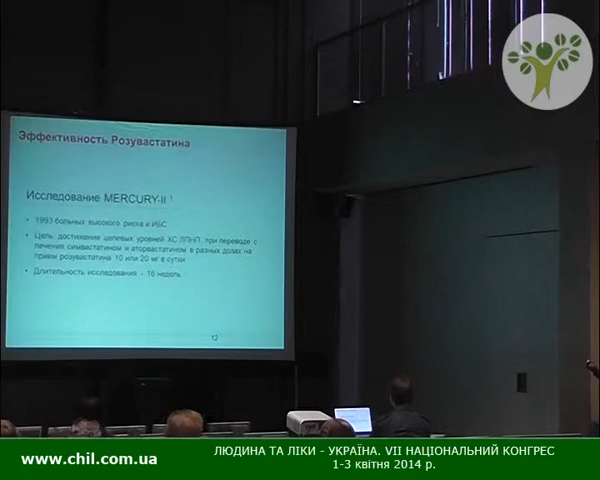 Эффективность Розувастатина
Исследование MERCURY-II 1
• 1993 больных высокого риска и ИБС
• Цель: достижение целевых уровней ХС ЛПНП при переводе с
лечения симвастатином и аторвастатином в разных дозах на
прием розувастатина 10 или 20 мг в сутки
• Длительность исследования - 16 недель
12
www.chil.com.ua
ЛЮДИНА ТА ЛІКИ - УКРАЇНА. VII НАЦІОНАЛЬНИЙ КОНГРЕС
1-3 квітня 2014 р.